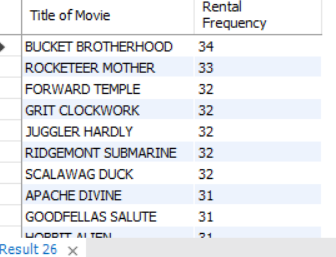 Title of Movie Rental
Frequency
BUCKET BROTHERHOOD 34
ROCKETEER MOTHER 33
FORWARD TEMPLE 32
GRIT CLOCKWORK 32
JUGGLER HARDLY 32
RIDGEMONT SUBMARINE 32
SCALAWAG DUCK 32
APACHE DIVINE 31
GOODFELLAS SALUTE 31
HOBBIT ALIEN 31
Result 26 ×